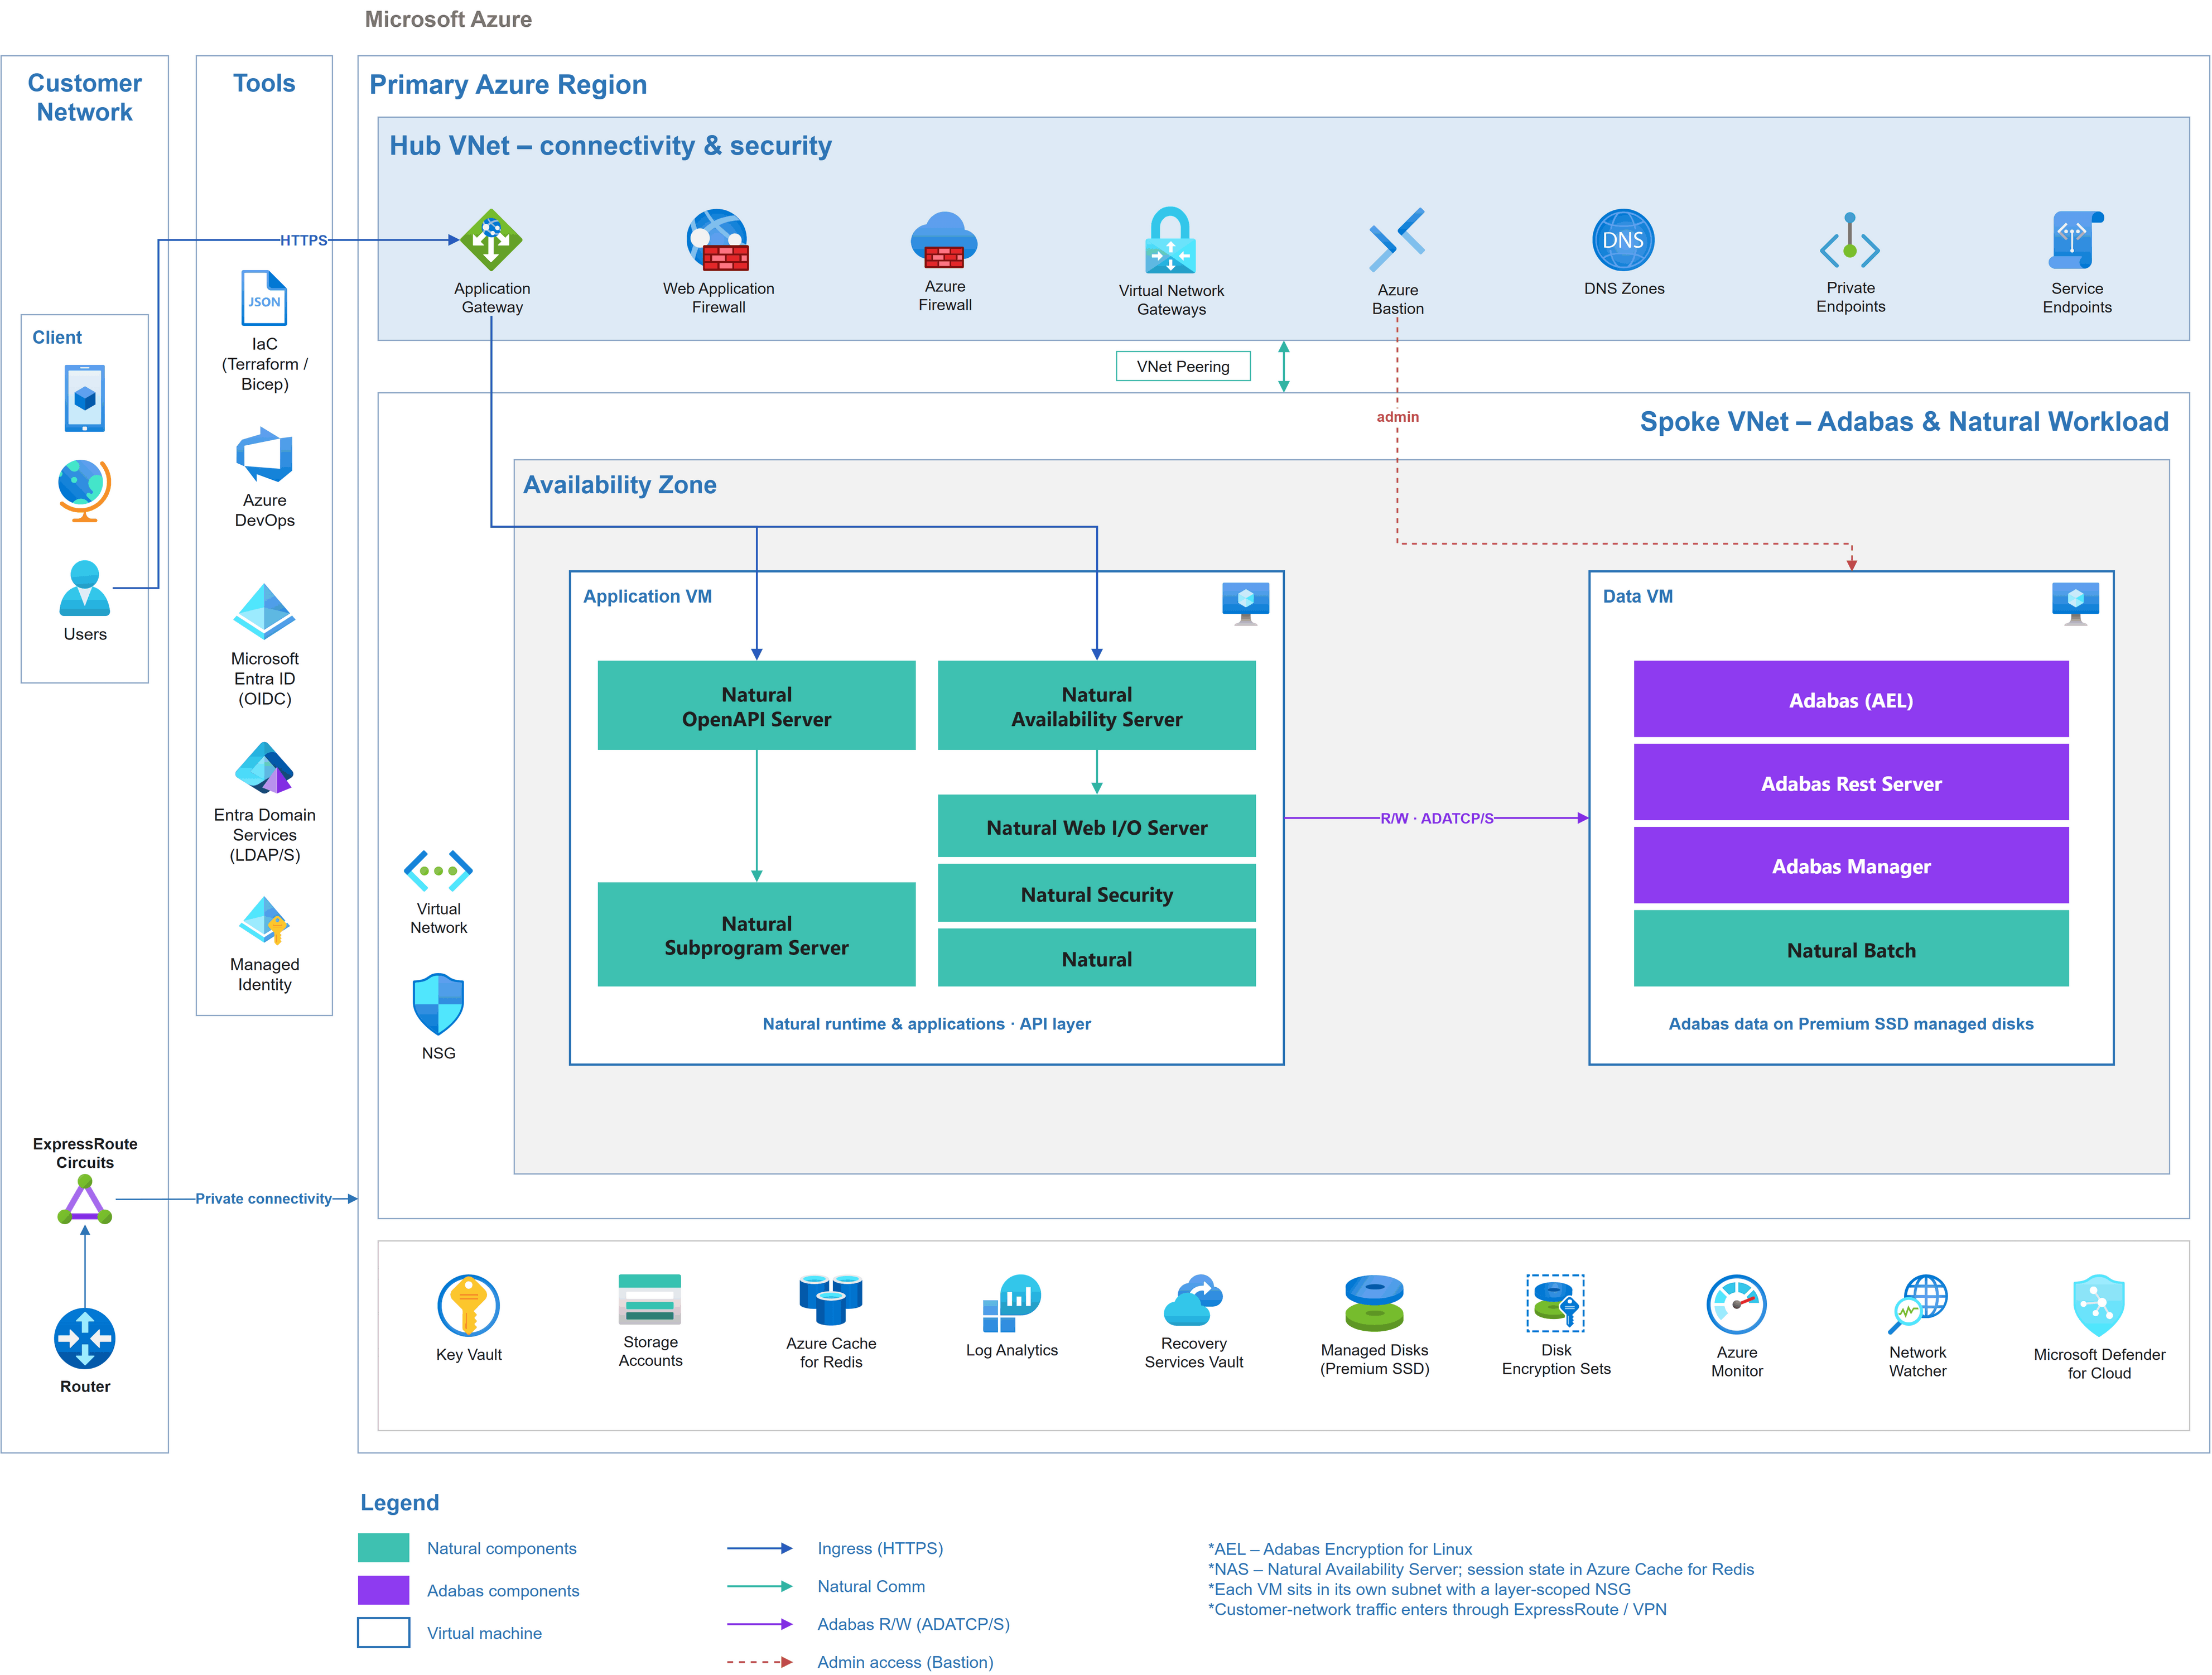 Microsoft Azure
Customer
Network
Tools
Primary Azure Region
Hub VNet – connectivity & security
HTTPS
Application
Gateway
Web Application
Firewall
Azure
Firewall
Virtual Network
Gateways
Azure
Bastion
DNS
DNS Zones
Private
Endpoints
Service
Endpoints
Client
Users
JSON
IaC
(Terraform /
Bicep)
Azure
DevOps
Microsoft
Entra ID
(OIDC)
Entra Domain
Services
(LDAP/S)
Managed
Identity
VNet Peering
admin
Spoke VNet – Adabas & Natural Workload
Availability Zone
Virtual
Network
NSG
Application VM
Natural
OpenAPI Server
Natural
Availability Server
Natural Web I/O Server
Natural Security
Natural
Subprogram Server
Natural
Natural runtime & applications · API layer
R/W · ADATCP/S
Data VM
Adabas (AEL)
Adabas Rest Server
Adabas Manager
Natural Batch
Adabas data on Premium SSD managed disks
ExpressRoute
Circuits
Private connectivity
Router
Key Vault
Storage
Accounts
Azure Cache
for Redis
Log Analytics
Recovery
Services Vault
Managed Disks
(Premium SSD)
Disk
Encryption Sets
Azure
Monitor
Network
Watcher
Microsoft Defender
for Cloud
Legend
Natural components
Adabas components
Virtual machine
Ingress (HTTPS)
Natural Comm
Adabas R/W (ADATCP/S)
Admin access (Bastion)
*AEL – Adabas Encryption for Linux
*NAS – Natural Availability Server; session state in Azure Cache for Redis
*Each VM sits in its own subnet with a layer-scoped NSG
*Customer-network traffic enters through ExpressRoute / VPN